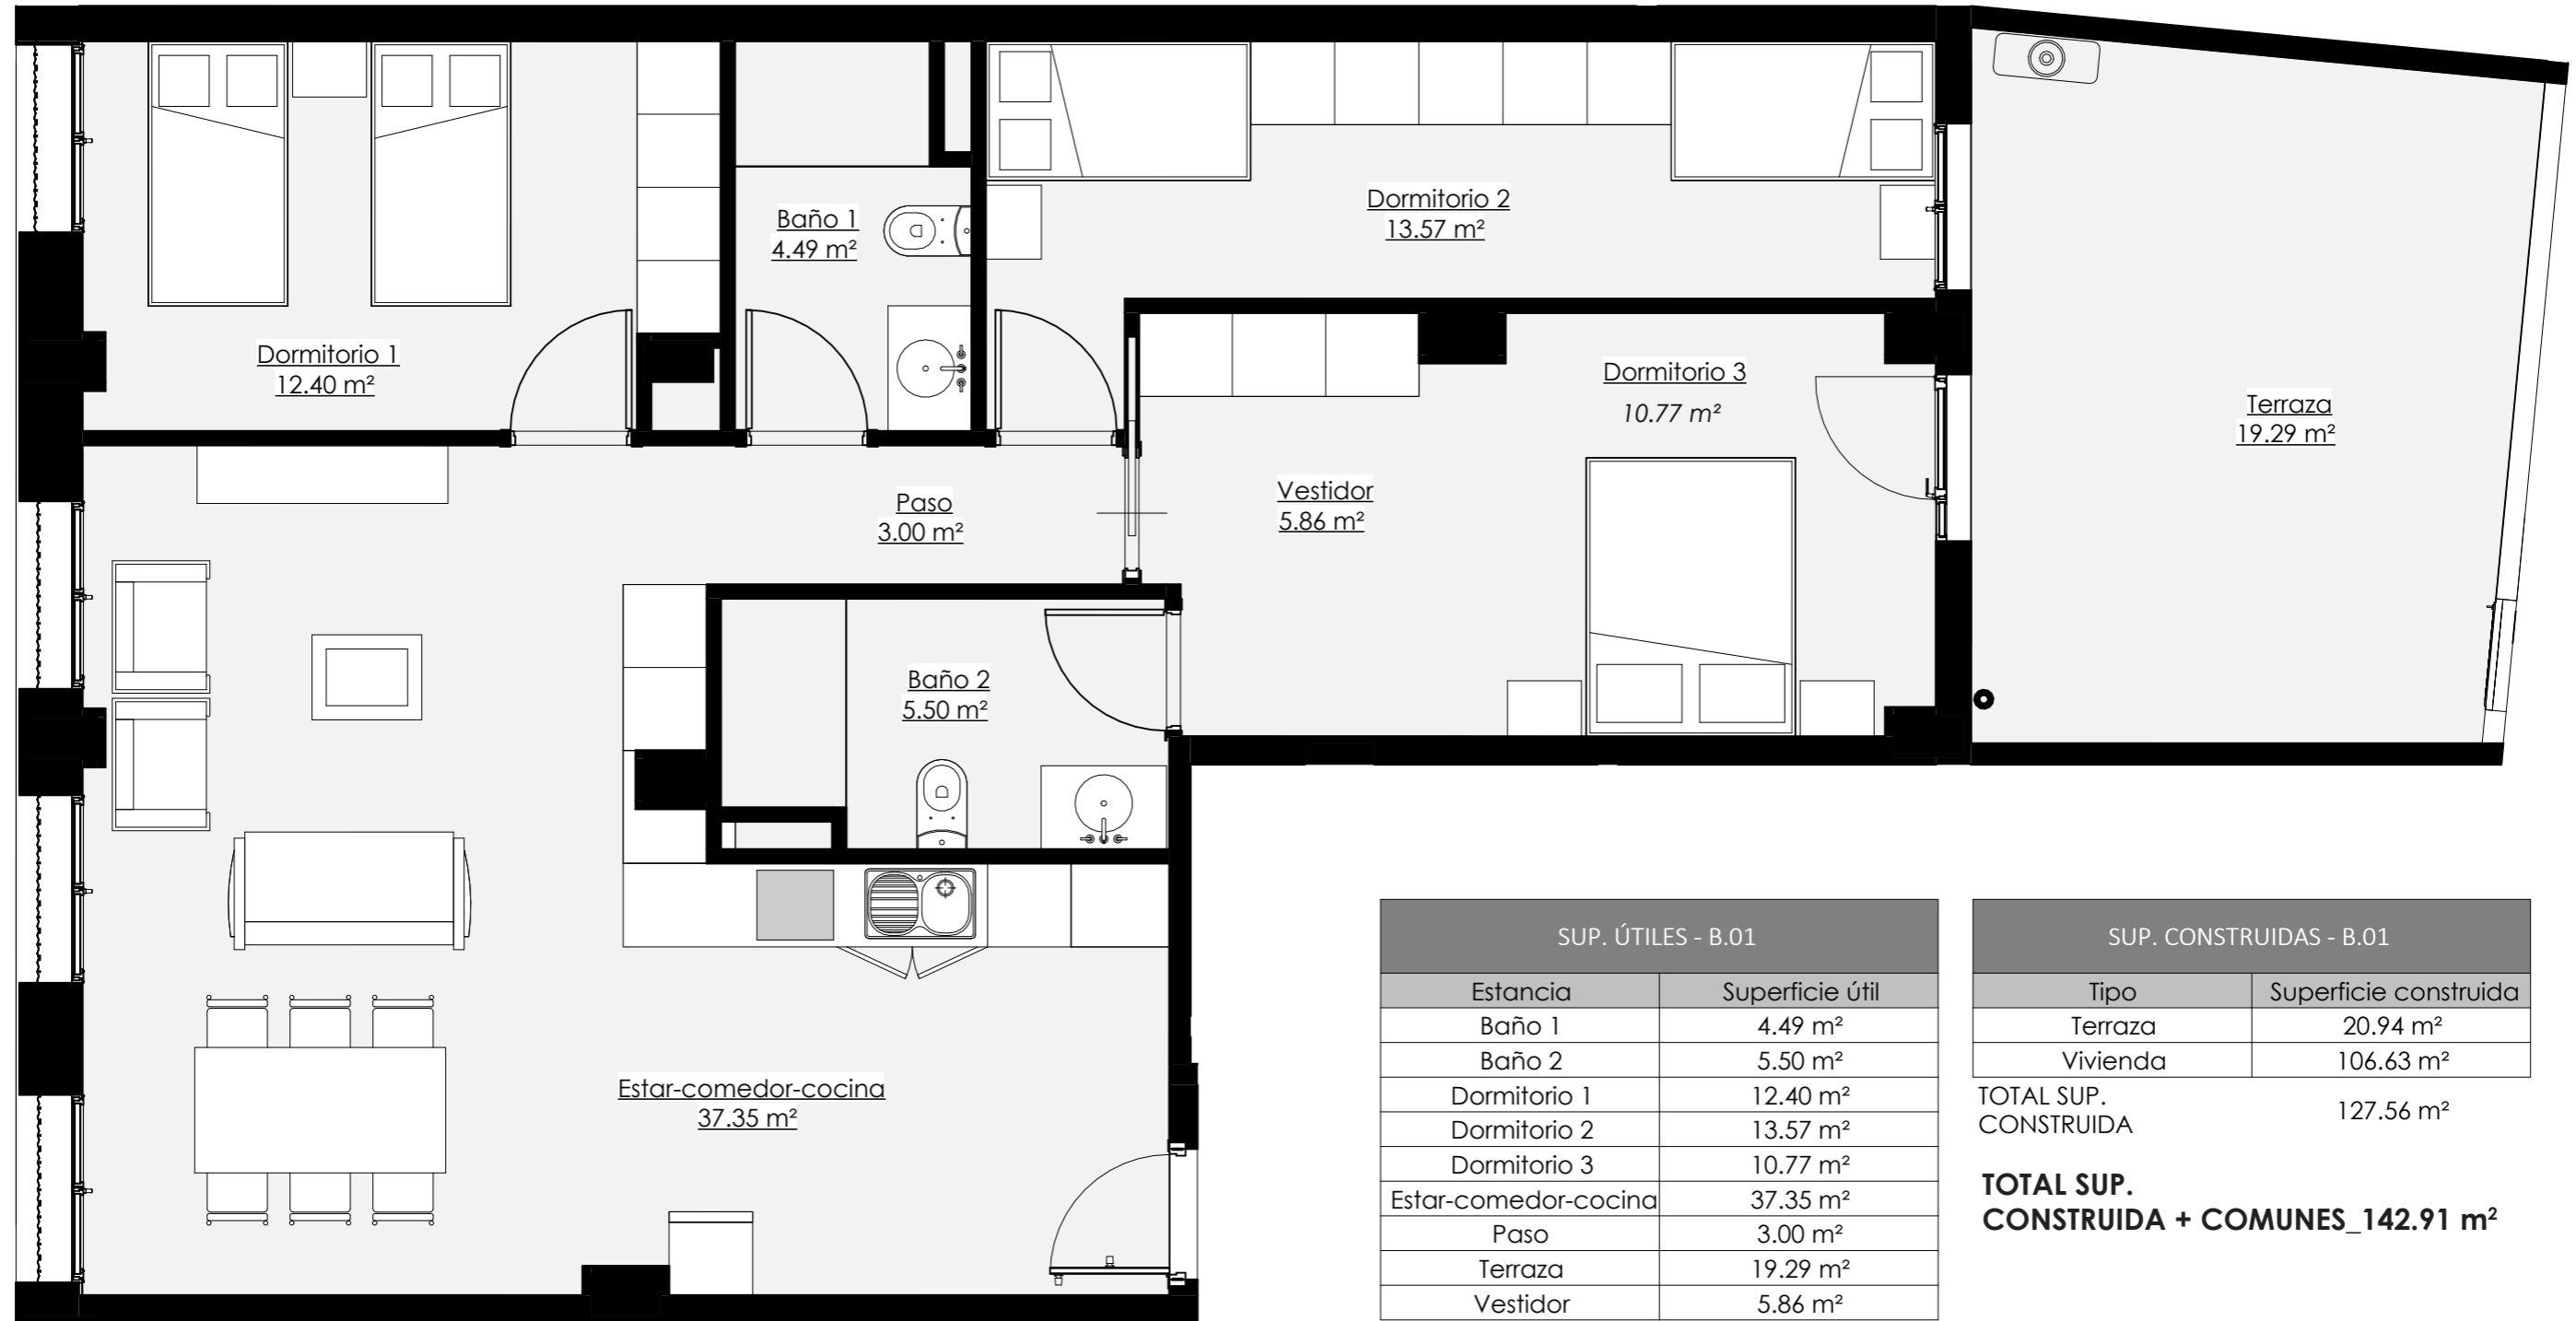 Baño 1
4.49 m²
Dormitorio 2
13.57 m²
Dormitorio 1
12.40 m²
Dormitorio 3
10.77 m²
Terraza
19.29 m²
Paso
3.00 m²
Vestidor
5.86 m²
Baño 2
5.50 m²
Estar-comedor-cocina
37.35 m²
SUP. ÚTILES - B.01
Estancia Superficie útil
Baño 1 4.49 m²
Baño 2 5.50 m²
Dormitorio 1 12.40 m²
Dormitorio 2 13.57 m²
Dormitorio 3 10.77 m²
Estar-comedor-cocina 37.35 m²
Paso 3.00 m²
Terraza 19.29 m²
Vestidor 5.86 m²
SUP. CONSTRUIDAS - B.01
Tipo Superficie construida
Terraza 20.94 m²
Vivienda 106.63 m²
TOTAL SUP.
CONSTRUIDA 127.56 m²
TOTAL SUP.
CONSTRUIDA + COMUNES_142.91 m²